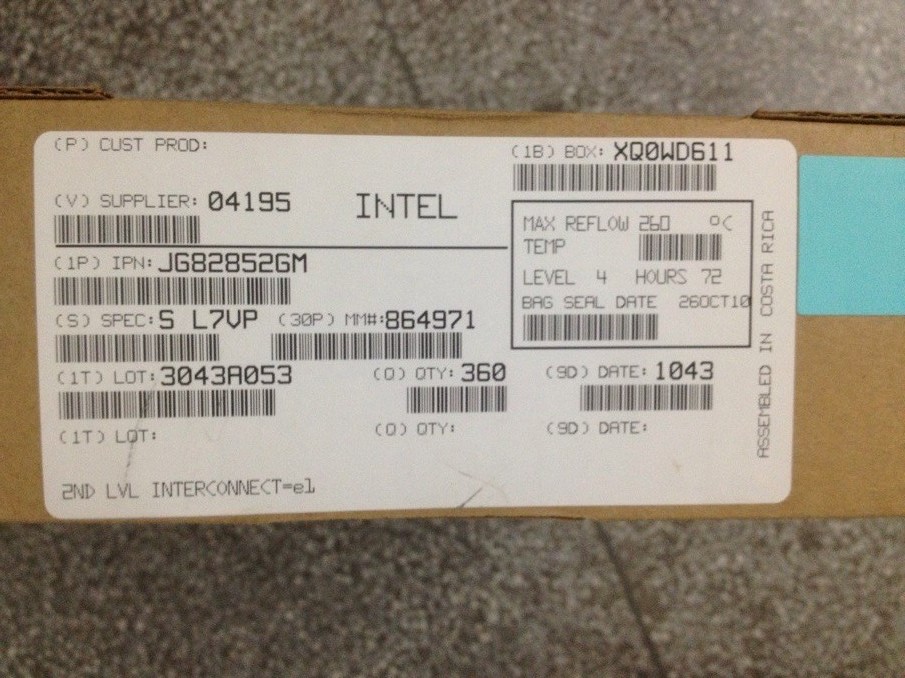 (P) CUST PROD:
(1B) BOX: XQ0WD611
(V) SUPPLIER: 04195
INTEL
MAX REFLOW 260 °C
TEMP
(1P) IPN: JG82852GM
LEVEL 4 HOURS 72
BAG SEAL DATE 26OCT10
(S) SPEC: S L7VP (30P) MM#: 864971
(1T) LOT: 3043A053 (Q) QTY: 360 (9D) DATE: 1043
(1T) LOT: (Q) QTY: (9D) DATE:
2ND LVL INTERCONNECT=e1
ASSEMBLED IN COSTA RICA